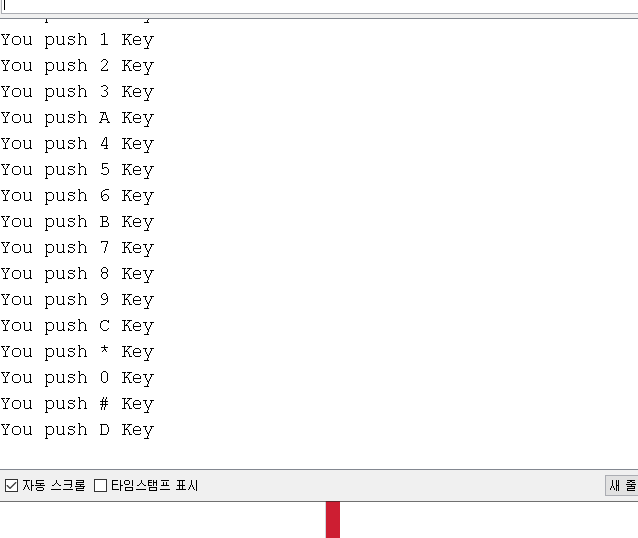 You push 1 Key
You push 2 Key
You push 3 Key
You push A Key
You push 4 Key
You push 5 Key
You push 6 Key
You push B Key
You push 7 Key
You push 8 Key
You push 9 Key
You push C Key
You push * Key
You push 0 Key
You push # Key
You push D Key
자동 스크롤 타임스탬프 표시 새 줄